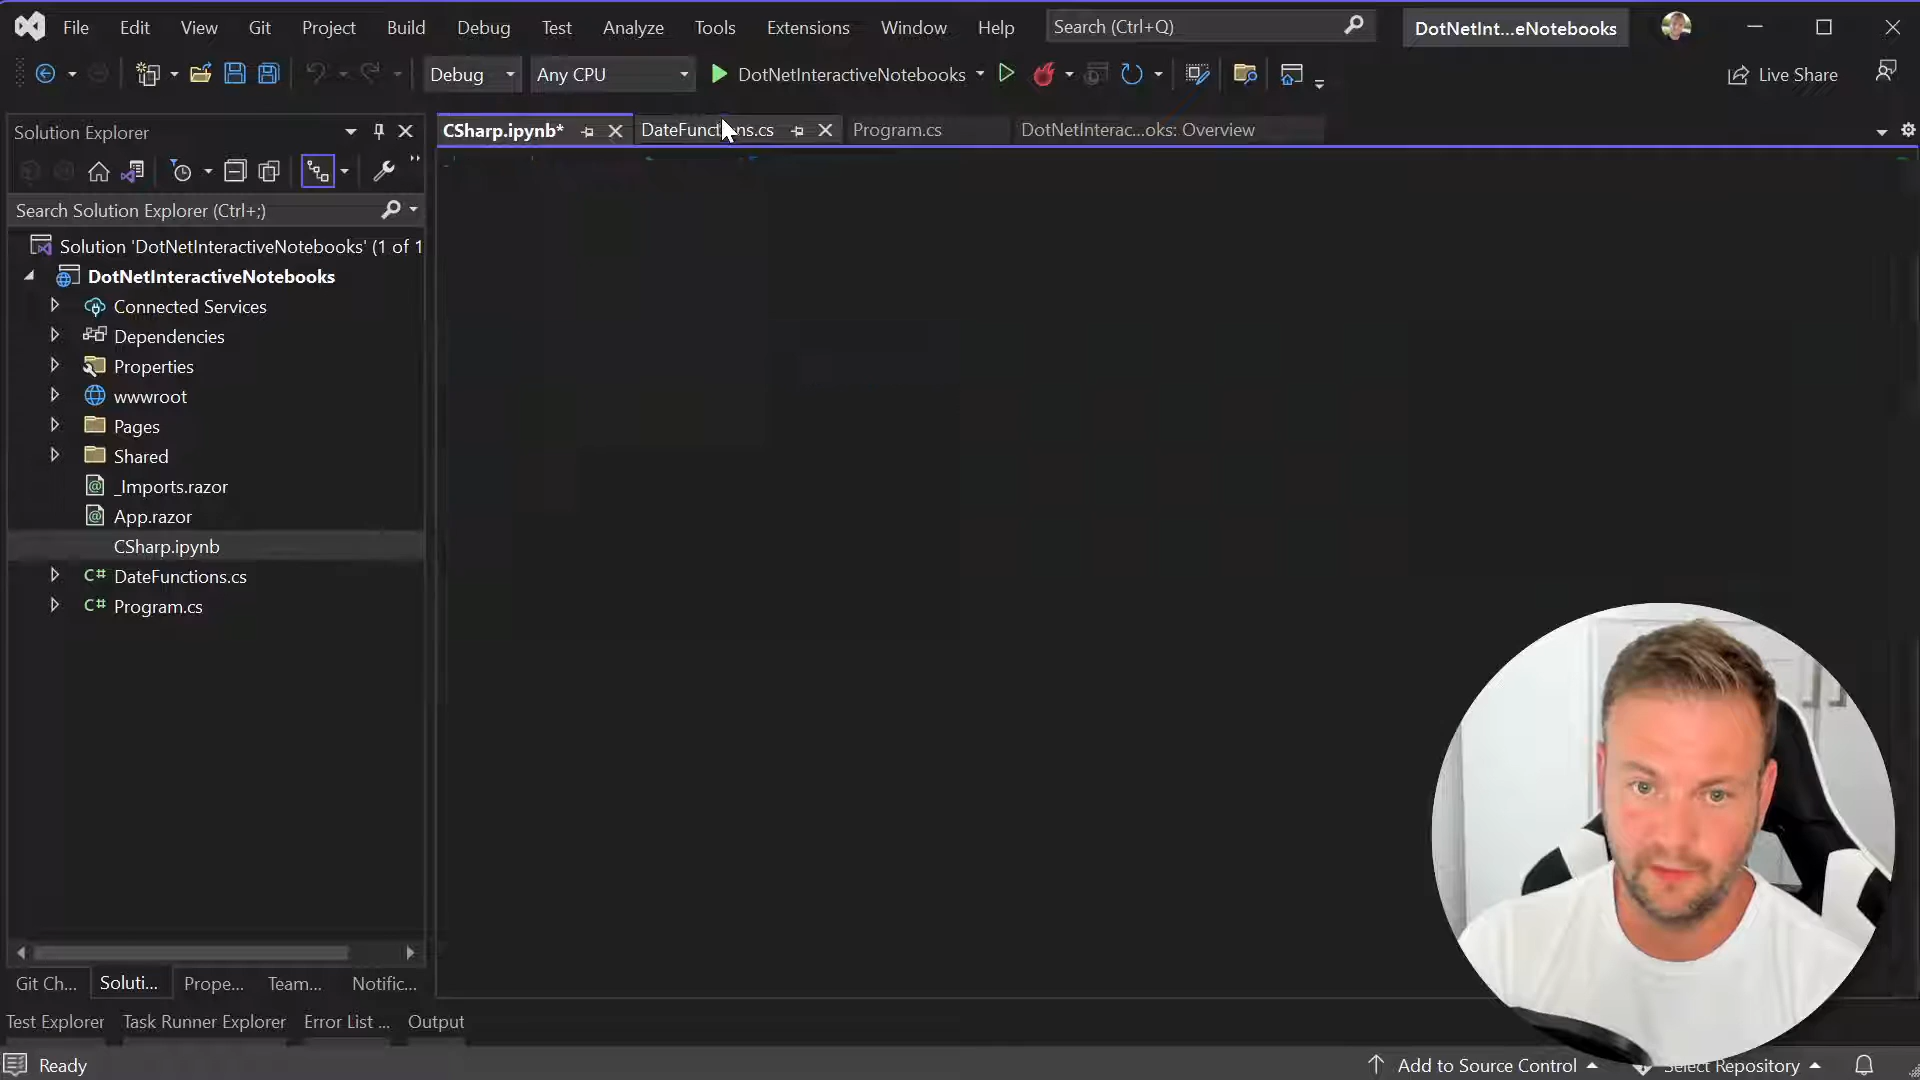 File Edit View Git Project Build Debug Test Analyze Tools Extensions Window Help Search (Ctrl+Q) DotNetInt...eNotebooks
Debug Any CPU DotNetInteractiveNotebooks Live Share
Solution Explorer
CSharp.ipynb* DateFunctions.cs Program.cs DotNetInterac...oks: Overview
Search Solution Explorer (Ctrl+;)
Solution 'DotNetInteractiveNotebooks' (1 of 1
DotNetInteractiveNotebooks
Connected Services
Dependencies
Properties
wwwroot
Pages
Shared
_Imports.razor
App.razor
CSharp.ipynb
C# DateFunctions.cs
C# Program.cs
Git Ch... Soluti... Prope... Team... Notific...
Test Explorer Task Runner Explorer Error List ... Output
Ready Add to Source Control Select Repository